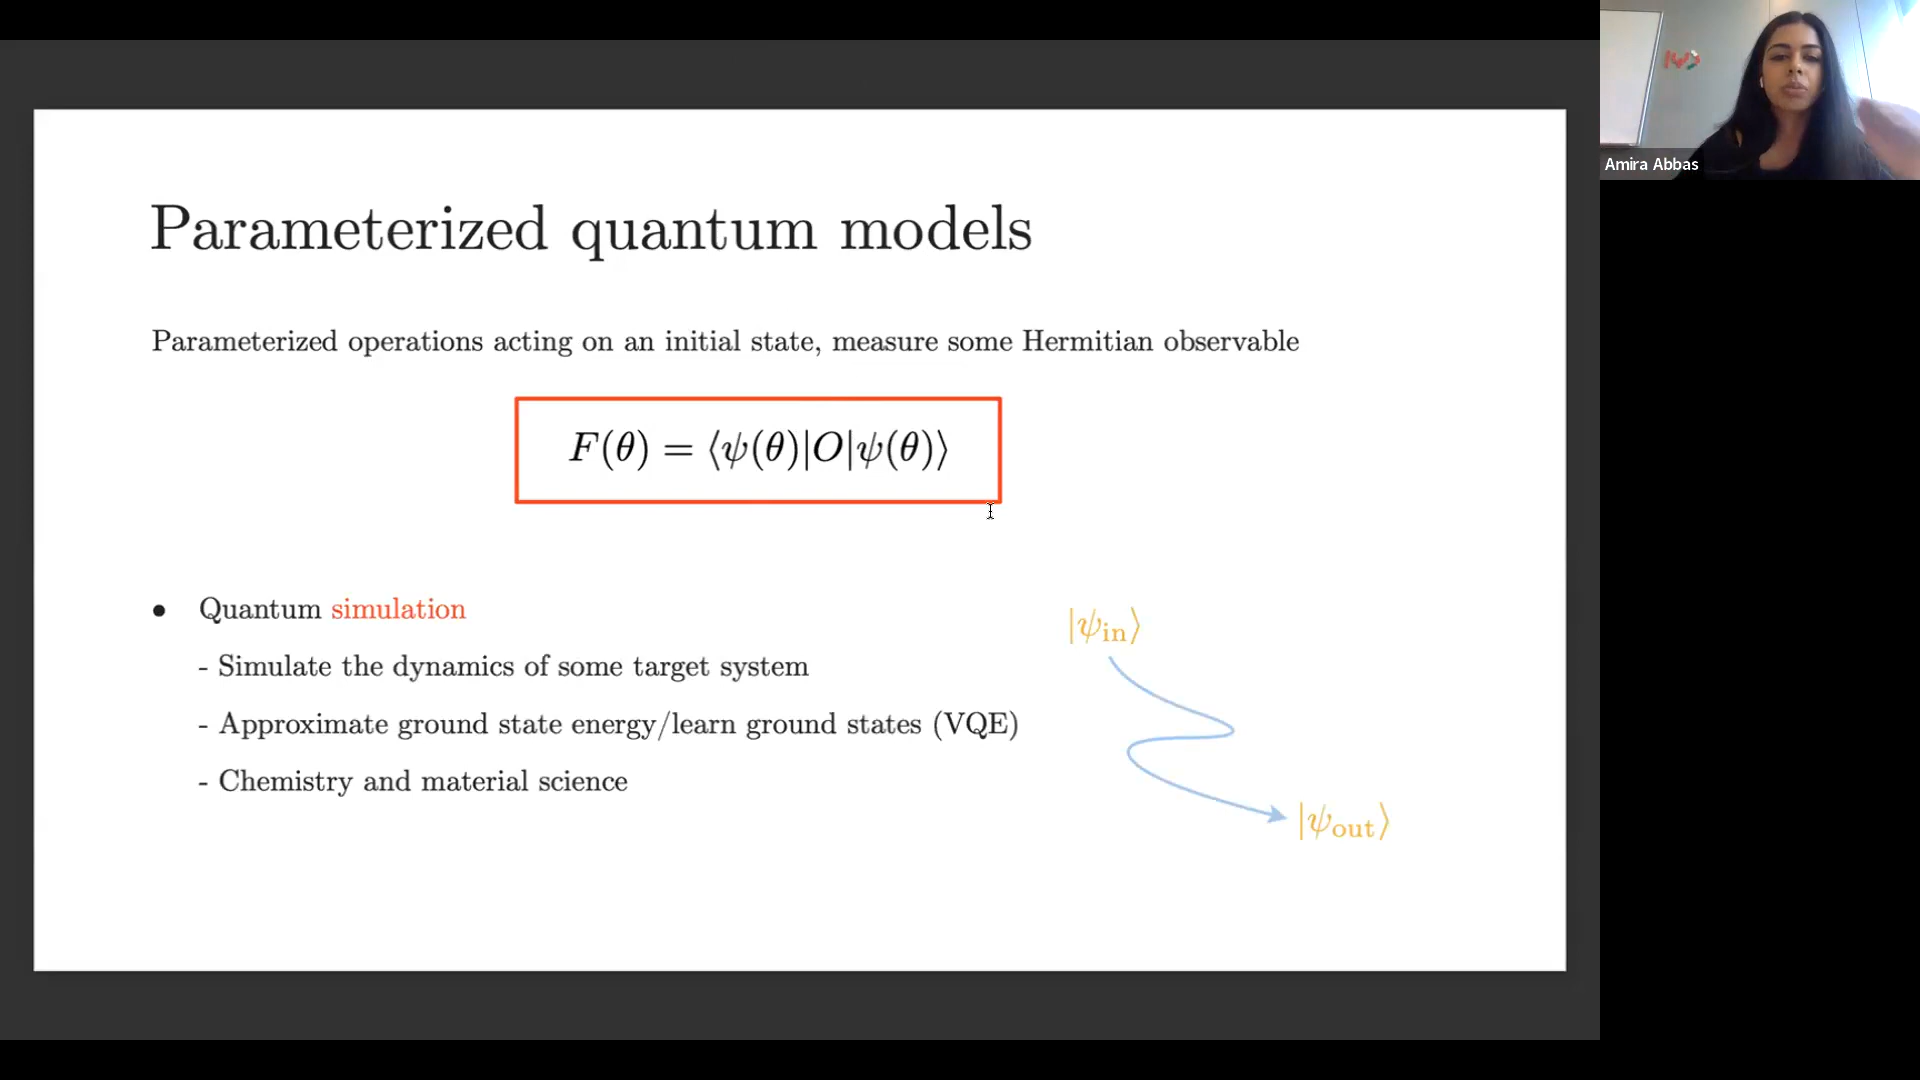 Parameterized quantum models
Parameterized operations acting on an initial state, measure some Hermitian observable
F(θ) = ⟨ψ(θ)|O|ψ(θ)⟩
● Quantum simulation
- Simulate the dynamics of some target system
- Approximate ground state energy/learn ground states (VQE)
- Chemistry and material science
|ψin⟩
|ψout⟩
Amira Abbas